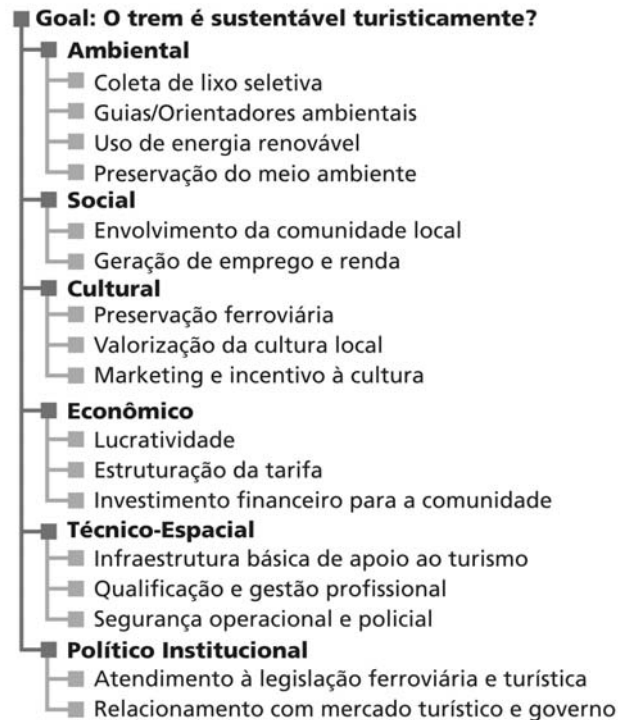 Goal: O trem é sustentável turisticamente?
Ambiental
Coleta de lixo seletiva
Guias/Orientadores ambientais
Uso de energia renovável
Preservação do meio ambiente
Social
Envolvimento da comunidade local
Geração de emprego e renda
Cultural
Preservação ferroviária
Valorização da cultura local
Marketing e incentivo à cultura
Econômico
Lucratividade
Estruturação da tarifa
Investimento financeiro para a comunidade
Técnico-Espacial
Infraestrutura básica de apoio ao turismo
Qualificação e gestão profissional
Segurança operacional e policial
Político Institucional
Atendimento à legislação ferroviária e turística
Relacionamento com mercado turístico e governo